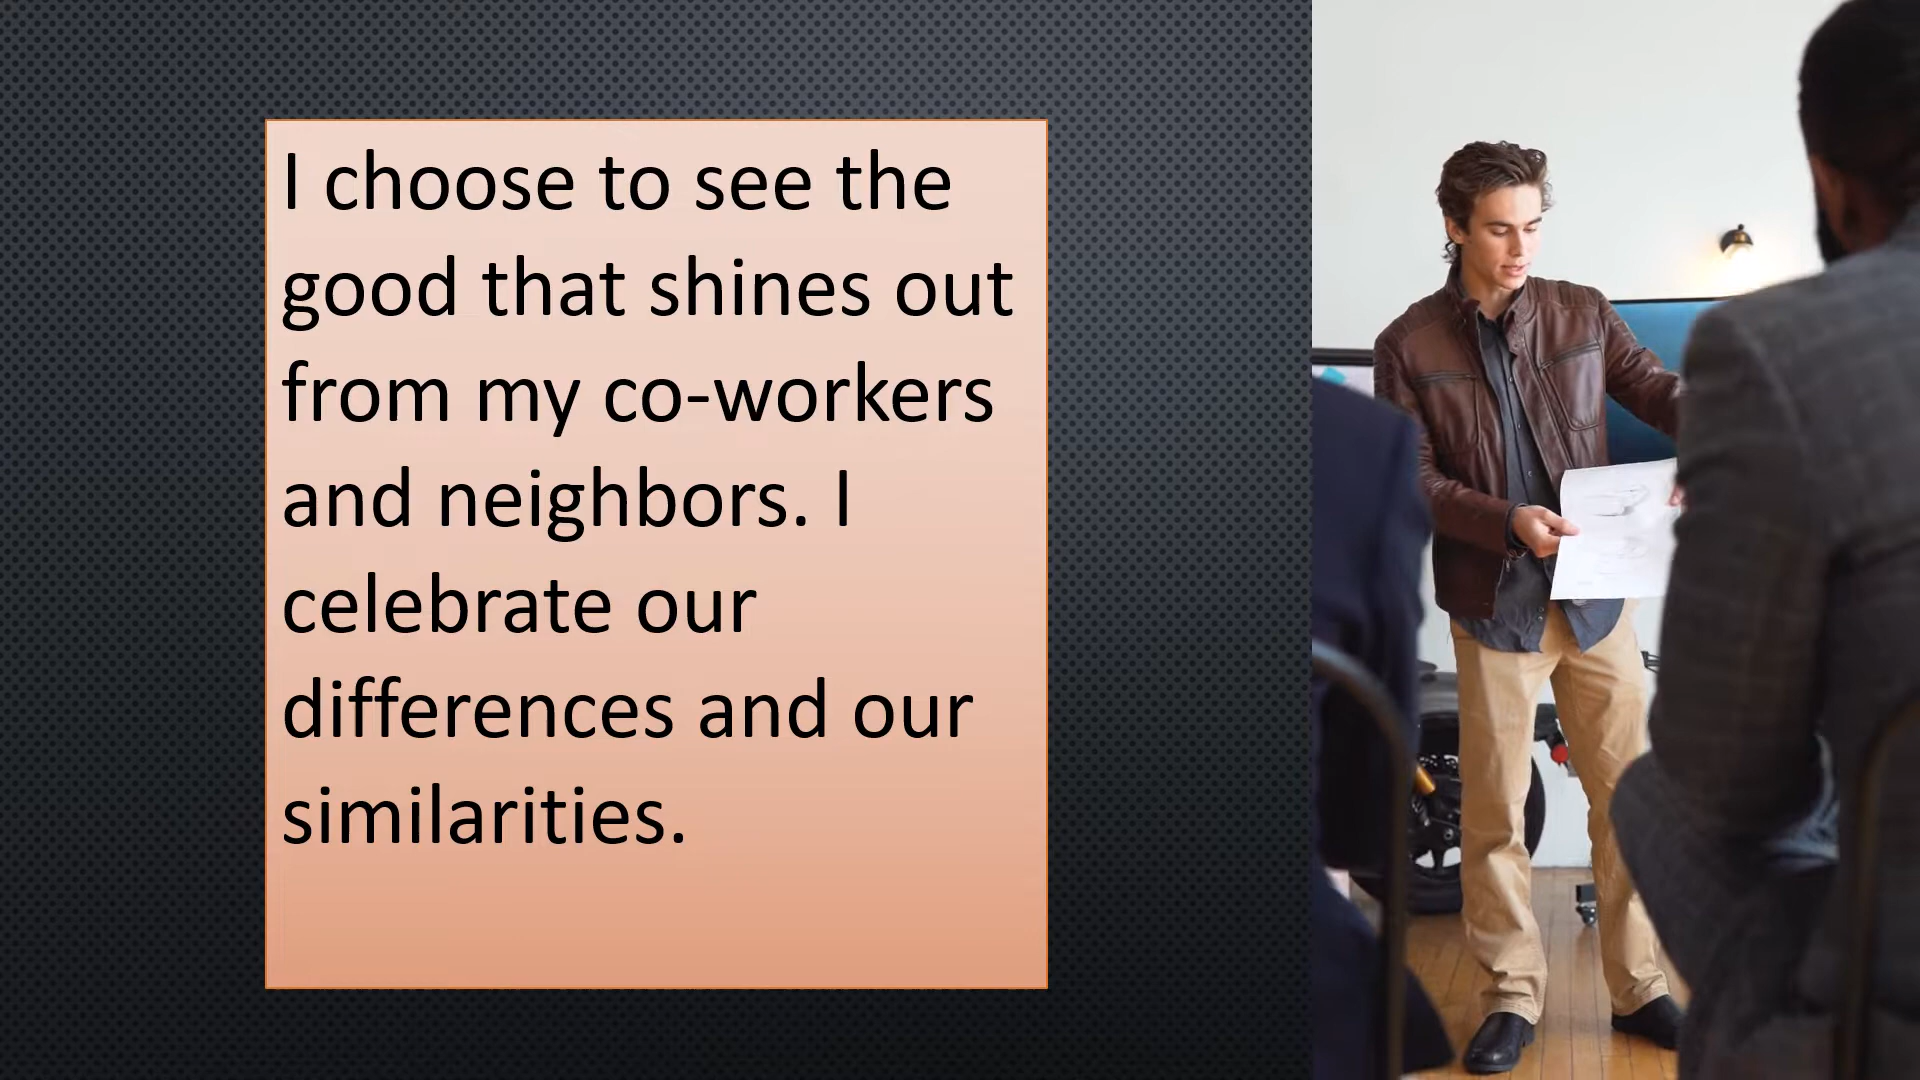 I choose to see the
good that shines out
from my co-workers
and neighbors. I
celebrate our
differences and our
similarities.